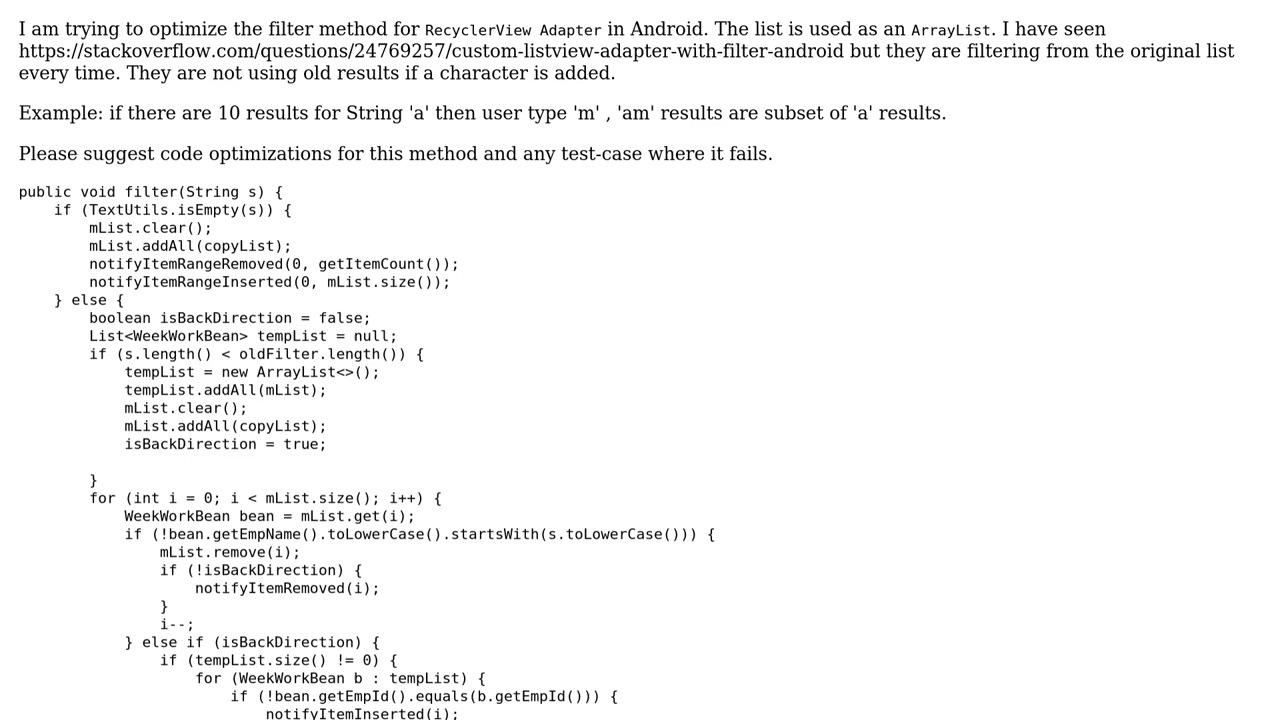 I am trying to optimize the filter method for RecyclerView Adapter in Android. The list is used as an ArrayList. I have seen
https://stackoverflow.com/questions/24769257/custom-listview-adapter-with-filter-android but they are filtering from the original list
every time. They are not using old results if a character is added.
Example: if there are 10 results for String 'a' then user type 'm' , 'am' results are subset of 'a' results.
Please suggest code optimizations for this method and any test-case where it fails.
public void filter(String s) {
    if (TextUtils.isEmpty(s)) {
        mList.clear();
        mList.addAll(copyList);
        notifyItemRangeRemoved(0, getItemCount());
        notifyItemRangeInserted(0, mList.size());
    } else {
        boolean isBackDirection = false;
        List<WeekWorkBean> tempList = null;
        if (s.length() < oldFilter.length()) {
            tempList = new ArrayList<>();
            tempList.addAll(mList);
            mList.clear();
            mList.addAll(copyList);
            isBackDirection = true;
        }
        for (int i = 0; i < mList.size(); i++) {
            WeekWorkBean bean = mList.get(i);
            if (!bean.getEmpName().toLowerCase().startsWith(s.toLowerCase())) {
                mList.remove(i);
                if (!isBackDirection) {
                    notifyItemRemoved(i);
                }
                i--;
            } else if (isBackDirection) {
                if (tempList.size() != 0) {
                    for (WeekWorkBean b : tempList) {
                        if (!bean.getEmpId().equals(b.getEmpId())) {
                            notifyItemInserted(i);